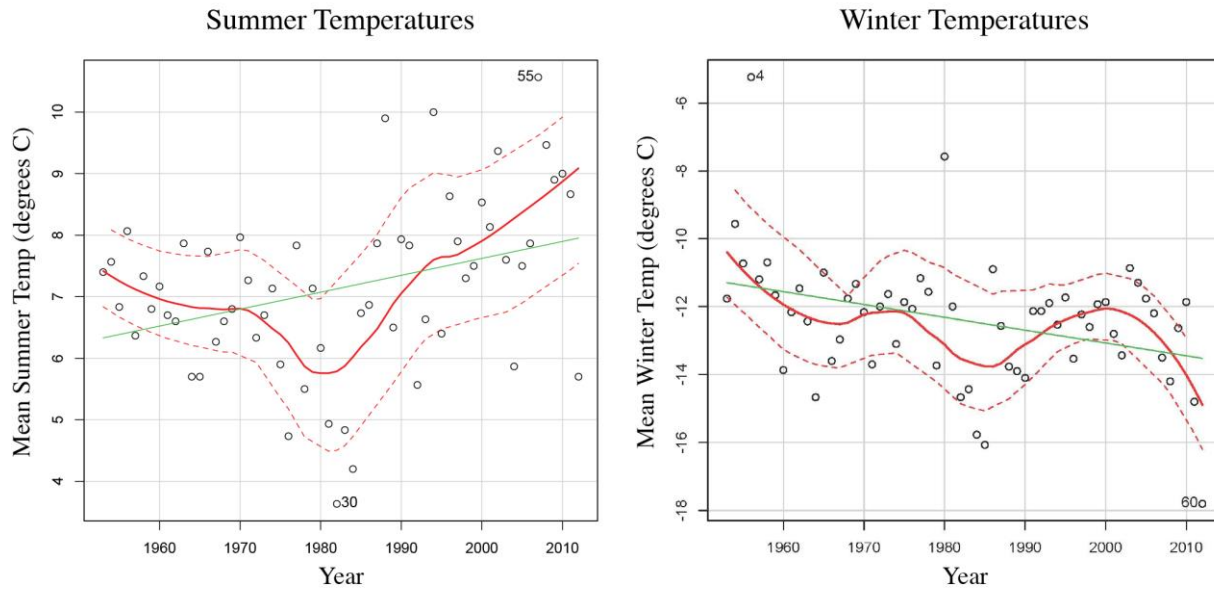 Summer Temperatures
Mean Summer Temp (degrees C)
10
9
8
7
6
5
4
55
30
1960 1970 1980 1990 2000 2010
Year
Winter Temperatures
Mean Winter Temp (degrees C)
-6
-8
-10
-12
-14
-16
-18
4
60
1960 1970 1980 1990 2000 2010
Year